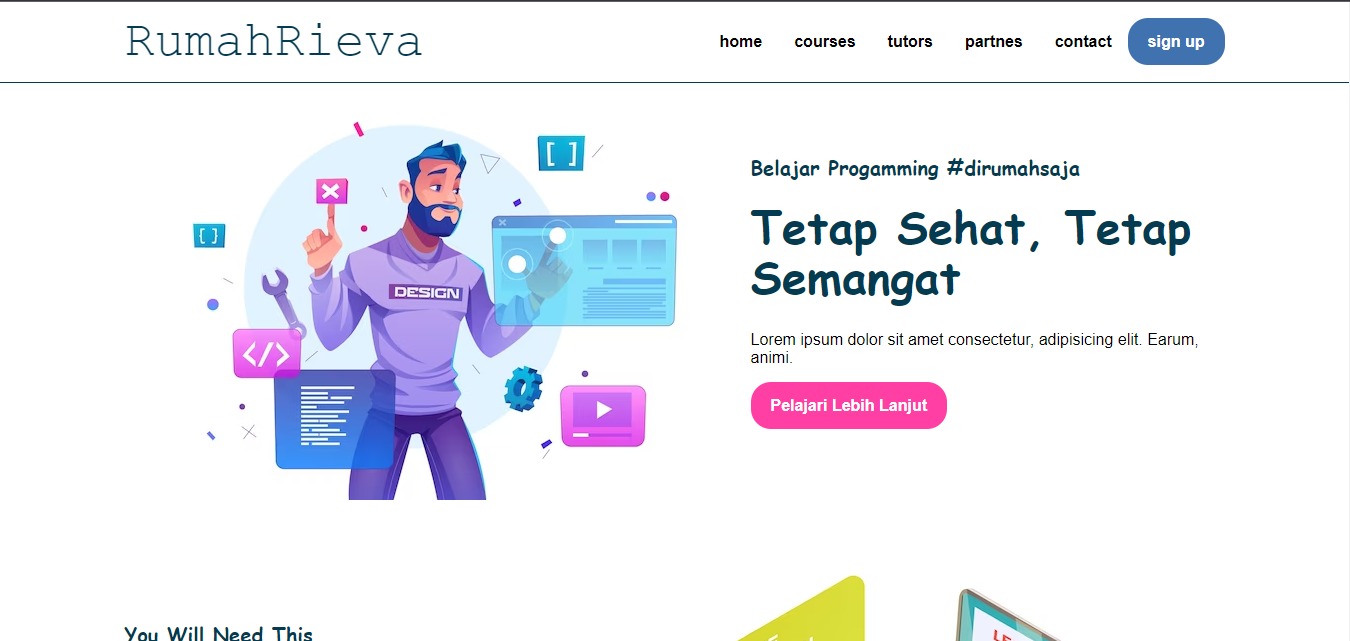 RumahRieva
home courses tutors partnes contact sign up
[ ]
[ ]
DESIGN
</>
Belajar Progamming #dirumahsaja
Tetap Sehat, Tetap
Semangat
Lorem ipsum dolor sit amet consectetur, adipisicing elit. Earum,
animi.
Pelajari Lebih Lanjut
You Will Need This
LE